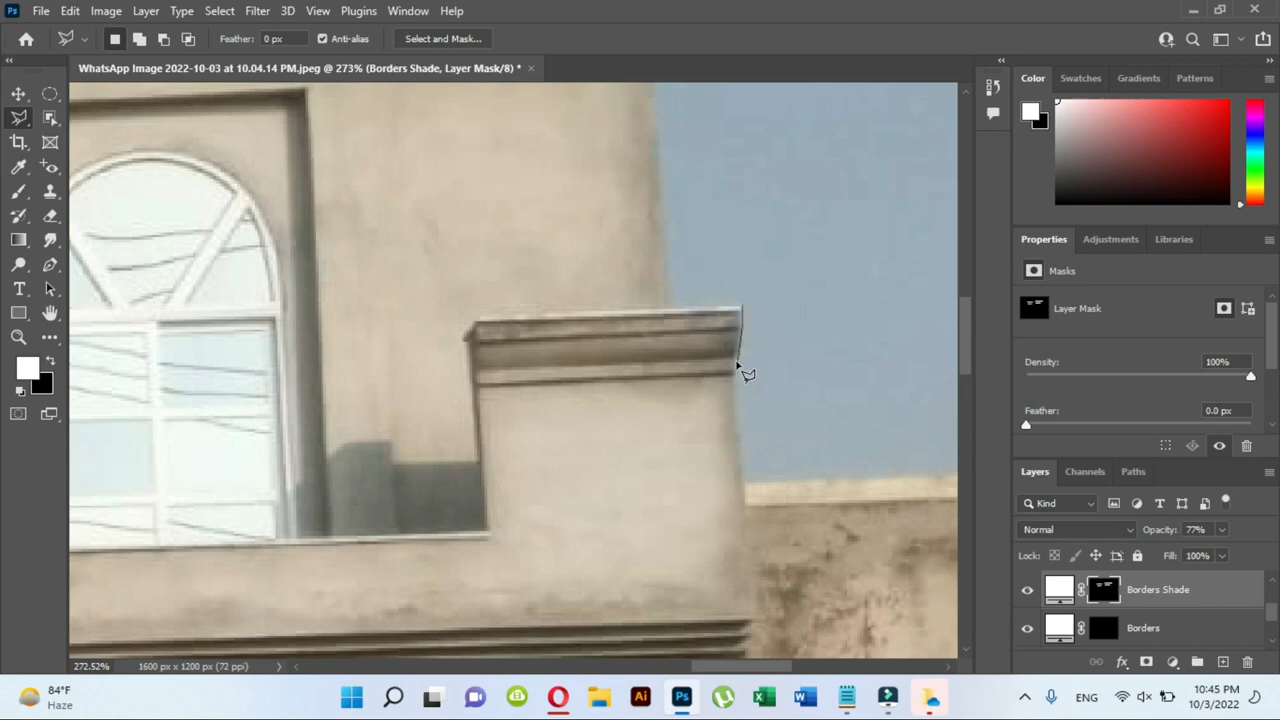 Ps File Edit Image Layer Type Select Filter 3D View Plugins Window Help
Feather: 0 px Anti-alias Select and Mask...
WhatsApp Image 2022-10-03 at 10.04.14 PM.jpeg @ 273% (Borders Shade, Layer Mask/8) * ×
Color Swatches Gradients Patterns
Properties Adjustments Libraries
Masks
Layer Mask
Density: 100%
Feather: 0.0 px
Layers Channels Paths
Kind
Normal Opacity: 77%
Lock: Fill: 100%
Borders Shade
Borders
272.52% 1600 px x 1200 px (72 ppi)
84°F
Haze
Ai Ps
ENG
10:45 PM
10/3/2022